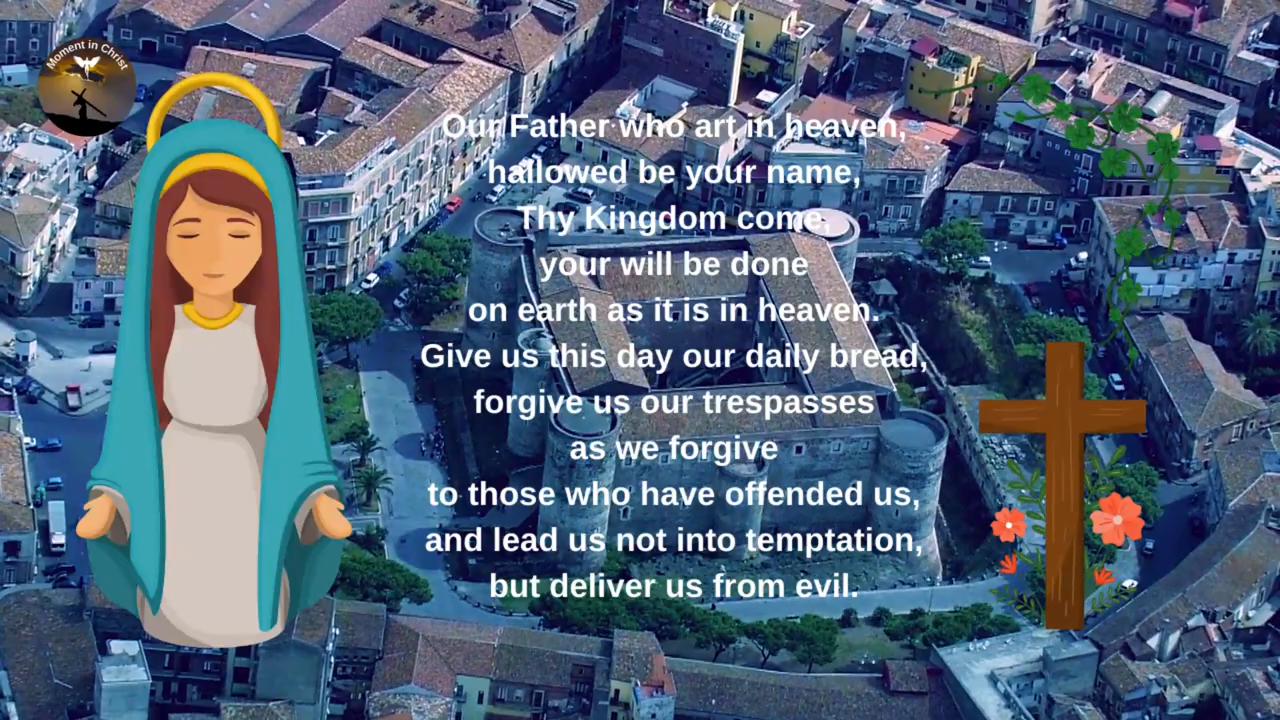 Moment in Christ
Our Father who art in heaven,
hallowed be your name,
Thy Kingdom come,
your will be done
on earth as it is in heaven.
Give us this day our daily bread,
forgive us our trespasses
as we forgive
to those who have offended us,
and lead us not into temptation,
but deliver us from evil.